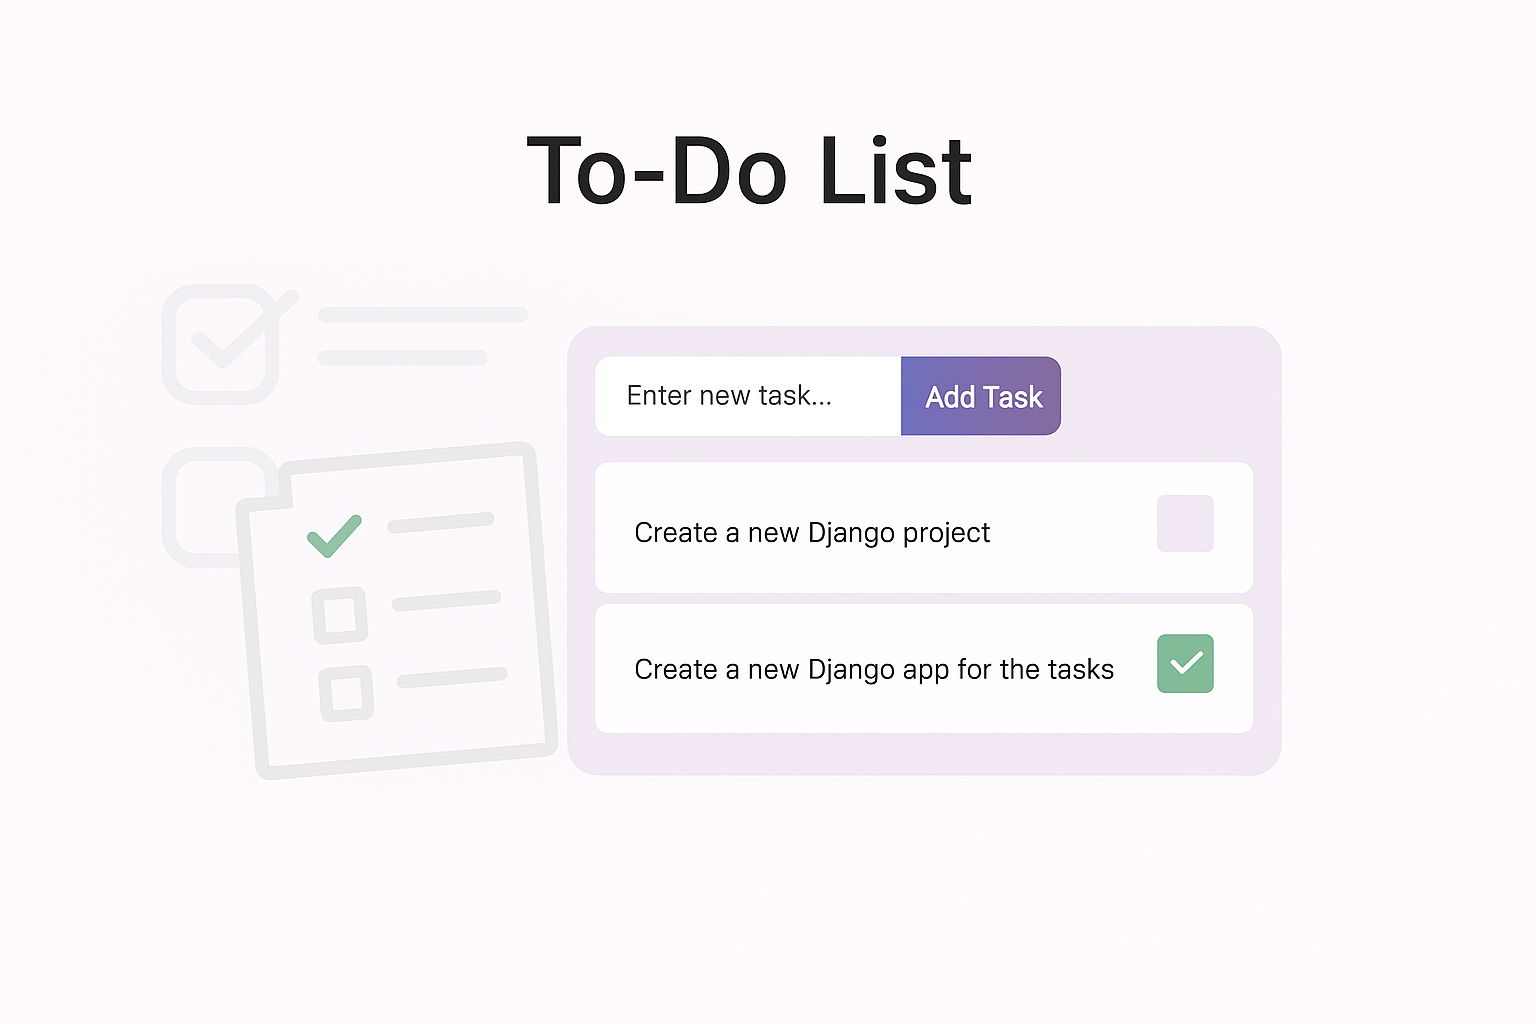 To-Do List
Enter new task...
Add Task
Create a new Django project
Create a new Django app for the tasks